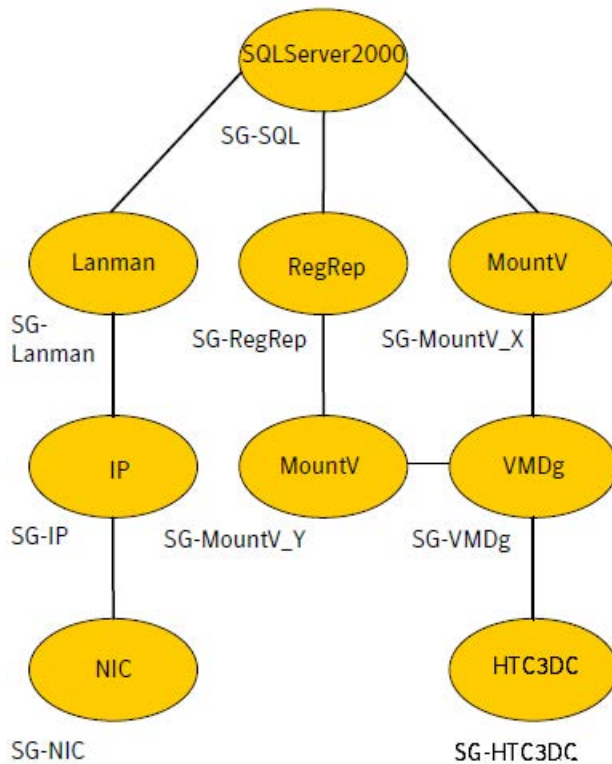 SQLServer2000
SG-SQL
Lanman
RegRep
MountV
SG-
Lanman
SG-RegRep
SG-MountV_X
IP
MountV
VMDg
SG-IP
SG-MountV_Y
SG-VMDg
NIC
HTC3DC
SG-NIC
SG-HTC3DC